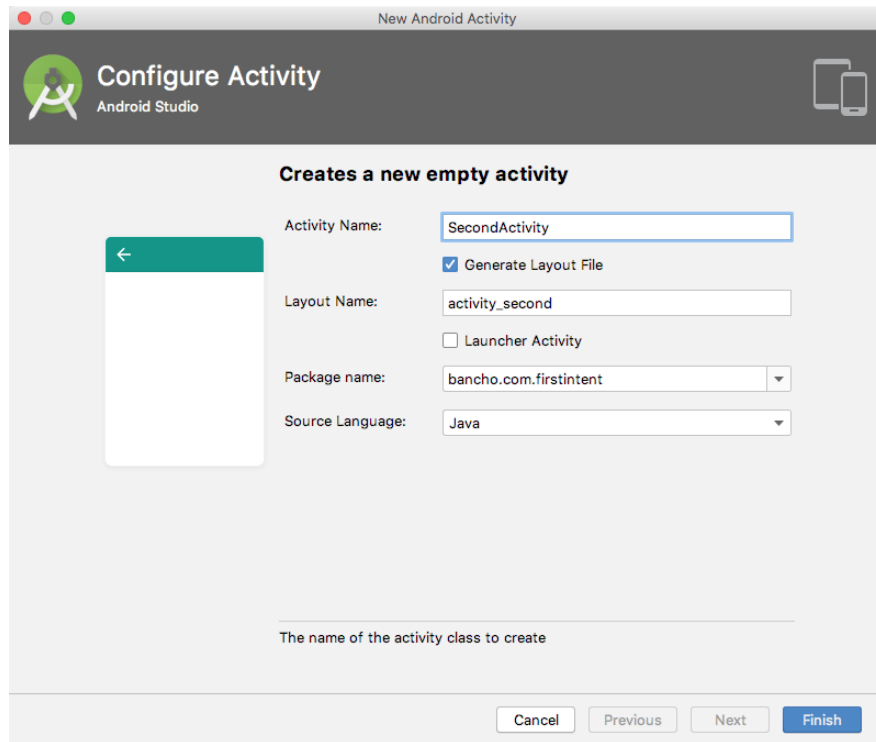 New Android Activity
Configure Activity
Android Studio
Creates a new empty activity
Activity Name:
SecondActivity
Generate Layout File
Layout Name:
activity_second
Launcher Activity
Package name:
bancho.com.firstintent
Source Language:
Java
The name of the activity class to create
Cancel
Previous
Next
Finish